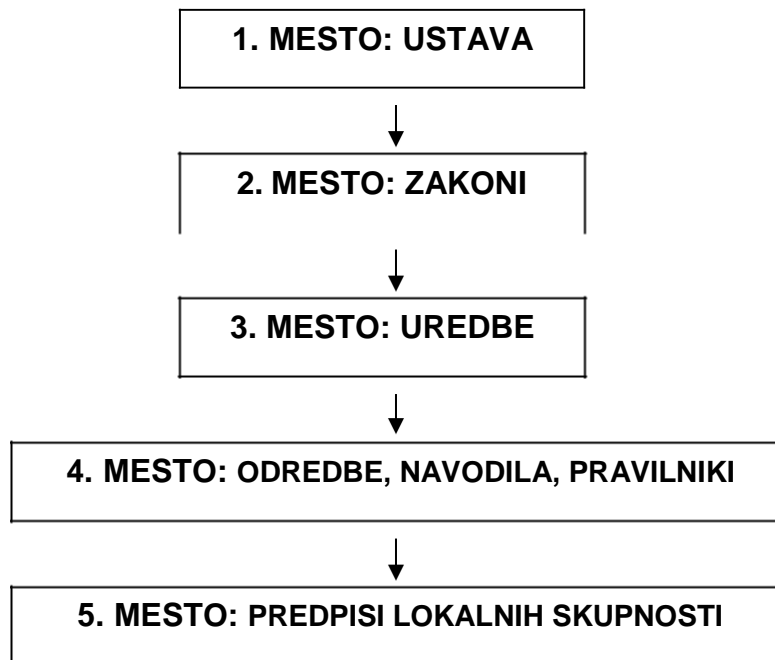 1. MESTO: USTAVA
2. MESTO: ZAKONI
3. MESTO: UREDBE
4. MESTO: ODREDBE, NAVODILA, PRAVILNIKI
5. MESTO: PREDPISI LOKALNIH SKUPNOSTI